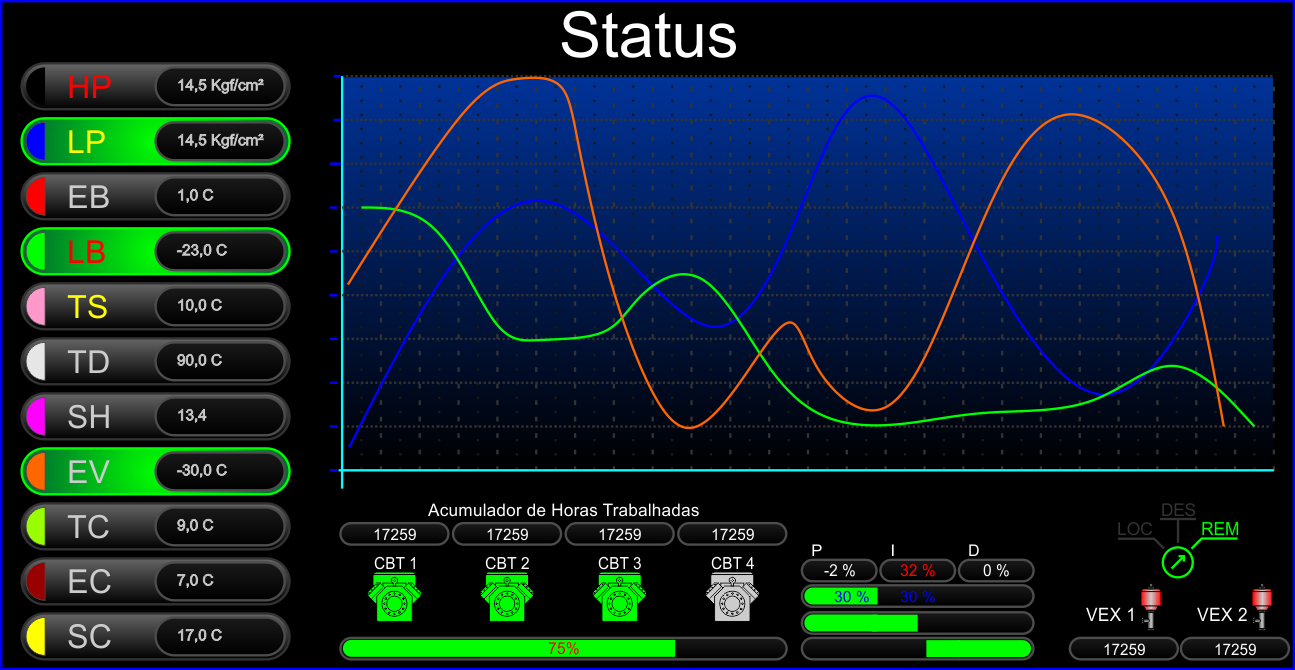 Status
HP 14,5 Kgf/cm²
LP 14,5 Kgf/cm²
EB 1,0 C
LB -23,0 C
TS 10,0 C
TD 90,0 C
SH 13,4
EV -30,0 C
TC 9,0 C
EC 7,0 C
SC 17,0 C
Acumulador de Horas Trabalhadas
17259 17259 17259 17259
CBT 1 CBT 2 CBT 3 CBT 4
75%
P I D
-2 % 32 % 0 %
30 % 30 %
DES
LOC REM
VEX 1 VEX 2
17259 17259